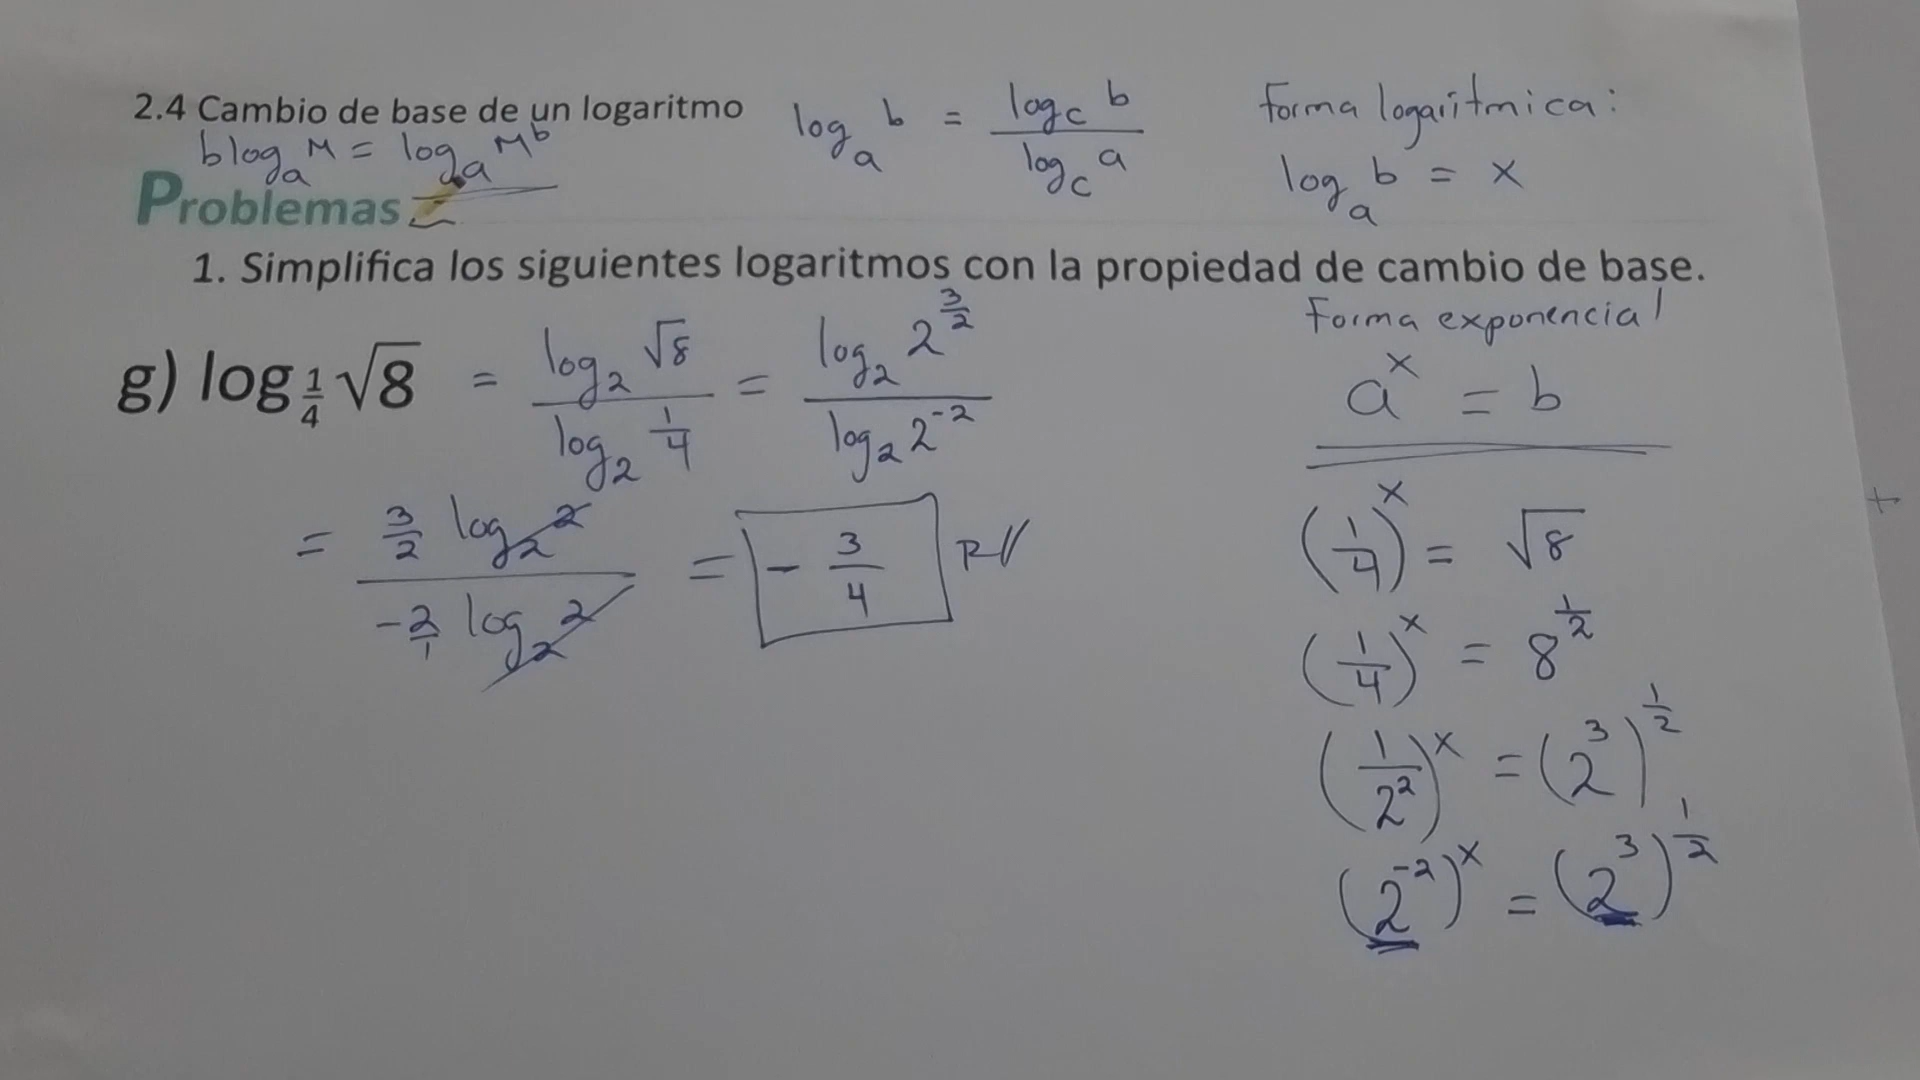 2.4 Cambio de base de un logaritmo
b log_a M = log_a M^b
log_a b = log_c b / log_c a
Forma logarítmica:
log_a b = x
Problemas
1. Simplifica los siguientes logaritmos con la propiedad de cambio de base.
g) log_{1/4} √8 = log_2 √8 / log_2 1/4 = log_2 2^{3/2} / log_2 2^{-2}
= 3/2 log_2 2 / -2/1 log_2 2 = - 3/4 R//
Forma exponencial
a^x = b
(1/4)^x = √8
(1/4)^x = 8^{1/2}
(1/2^2)^x = (2^3)^{1/2}
(2^{-2})^x = (2^3)^{1/2}